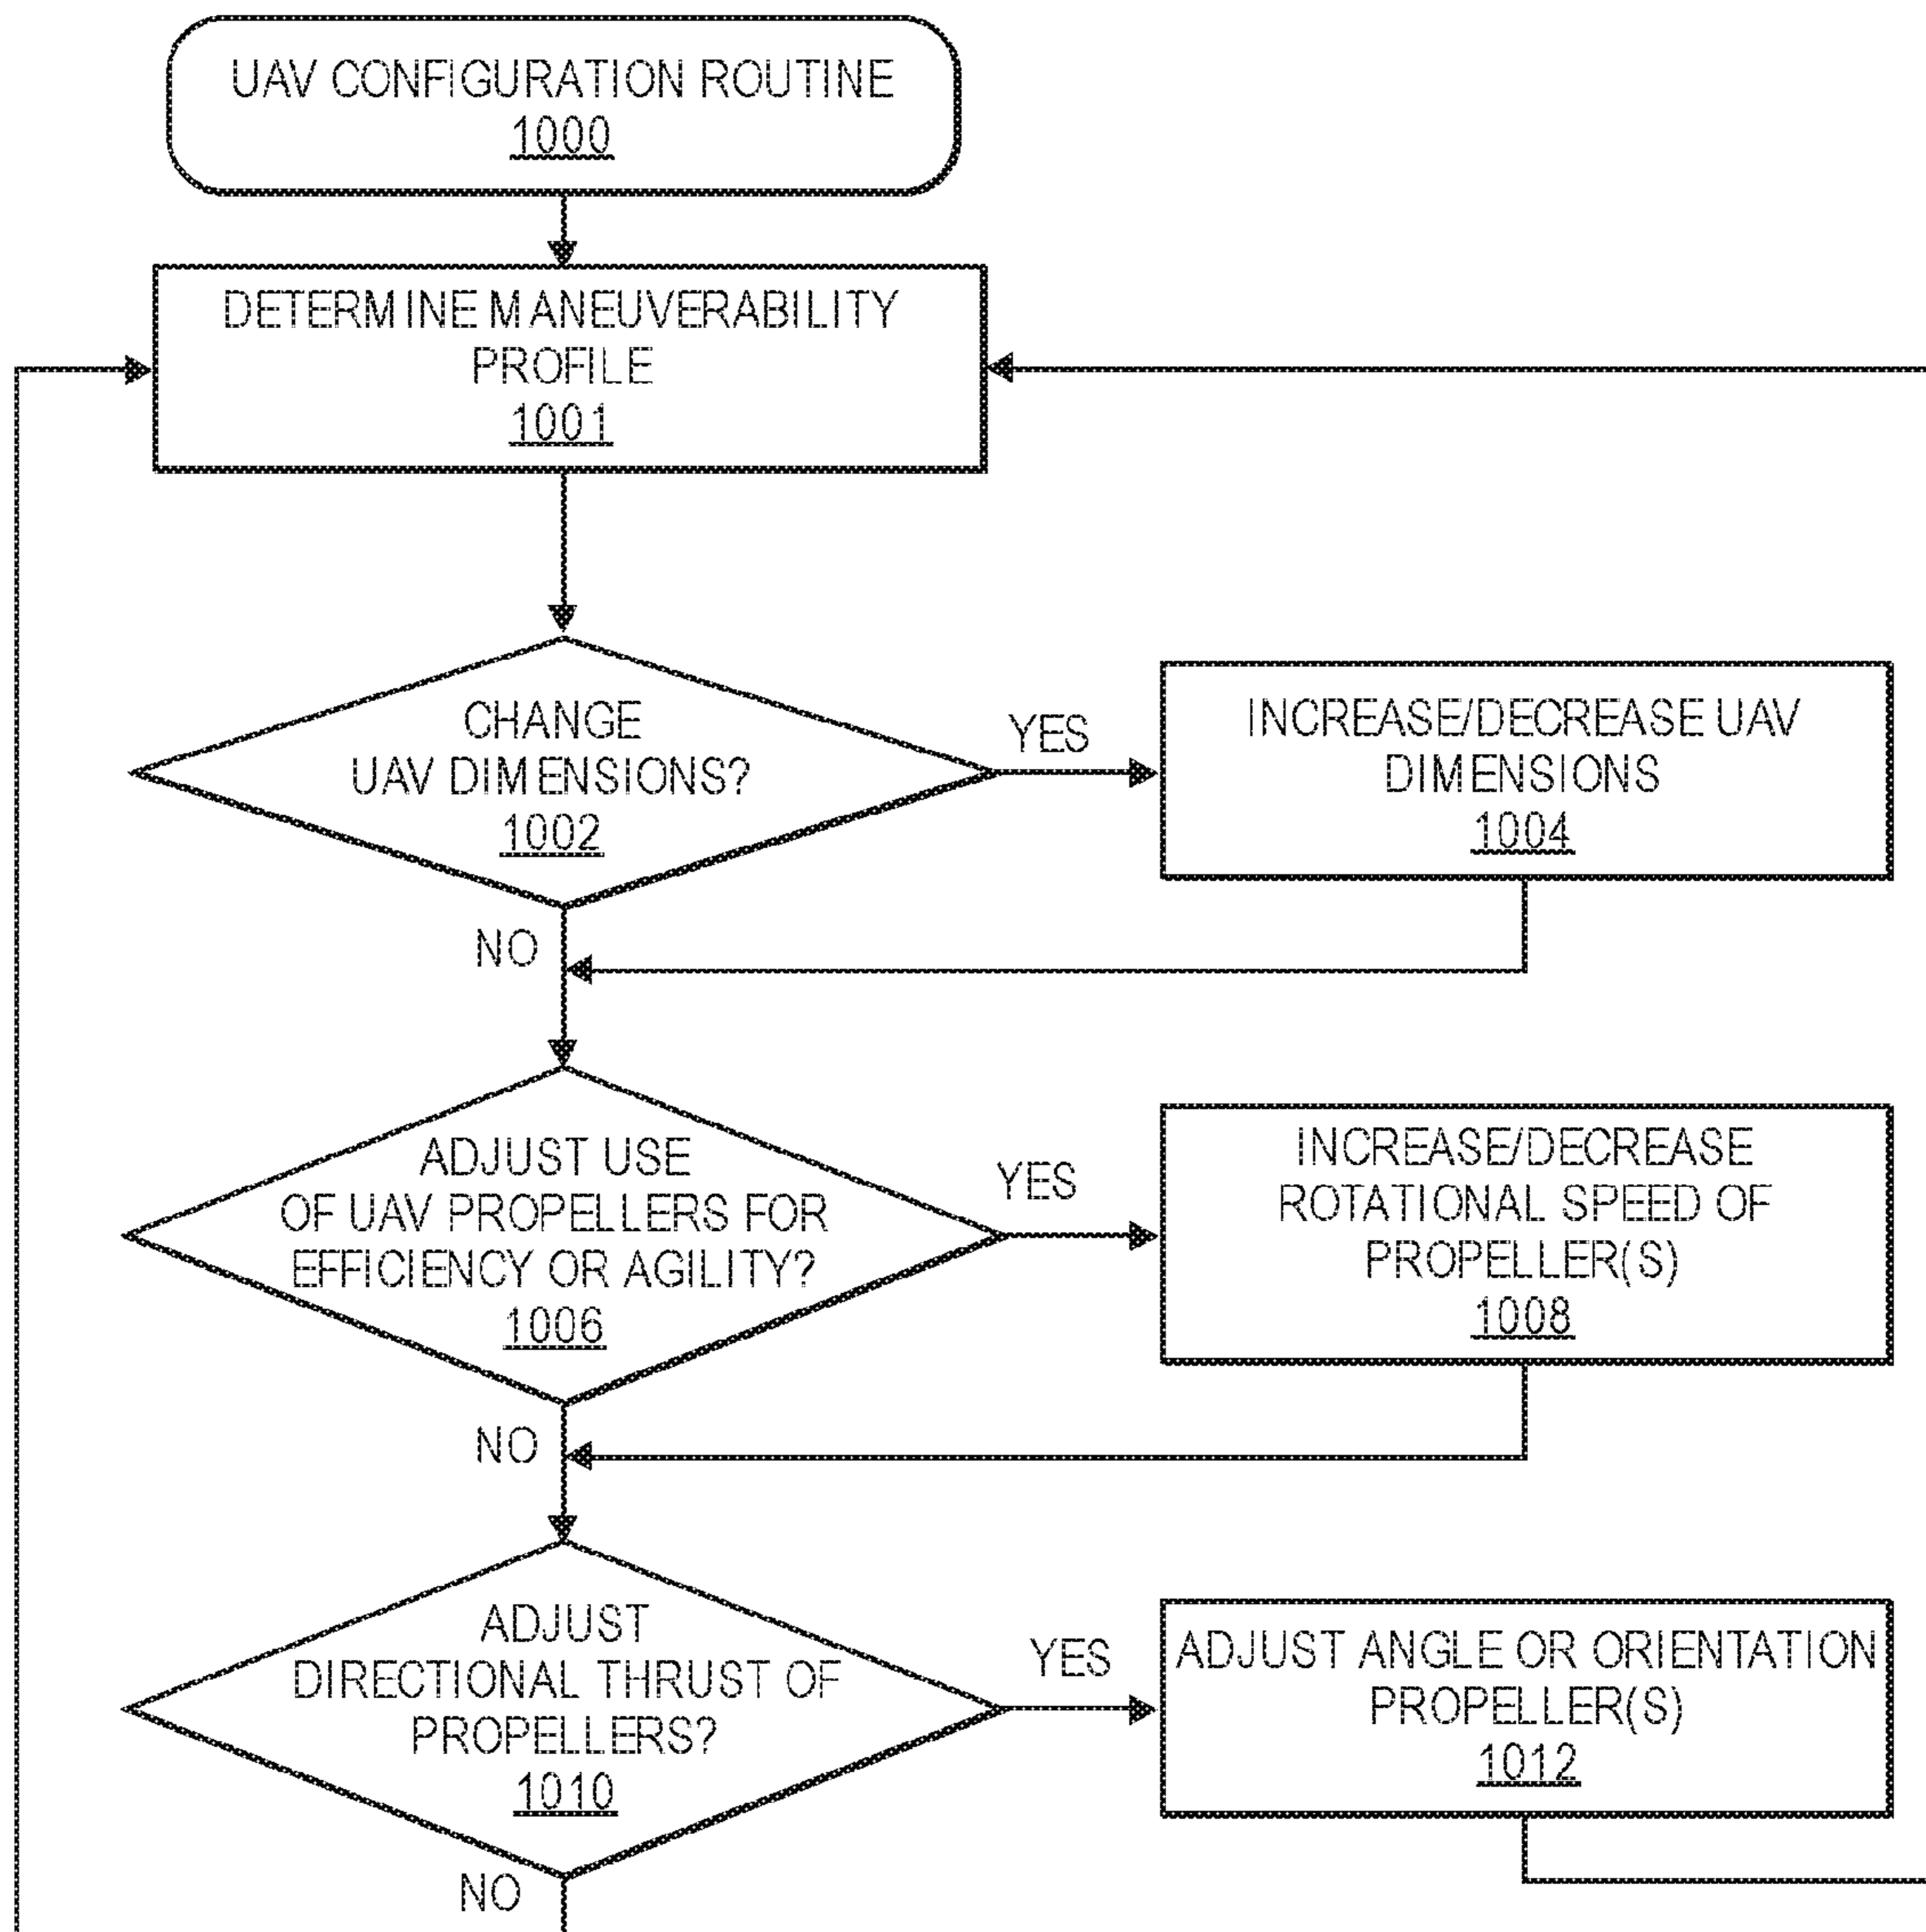 UAV CONFIGURATION ROUTINE
1000
DETERMINE MANEUVERABILITY
PROFILE
1001
CHANGE
UAV DIMENSIONS?
1002
YES
INCREASE/DECREASE UAV
DIMENSIONS
1004
NO
ADJUST USE
OF UAV PROPELLERS FOR
EFFICIENCY OR AGILITY?
1006
YES
INCREASE/DECREASE
ROTATIONAL SPEED OF
PROPELLER(S)
1008
NO
ADJUST
DIRECTIONAL THRUST OF
PROPELLERS?
1010
YES
ADJUST ANGLE OR ORIENTATION
PROPELLER(S)
1012
NO